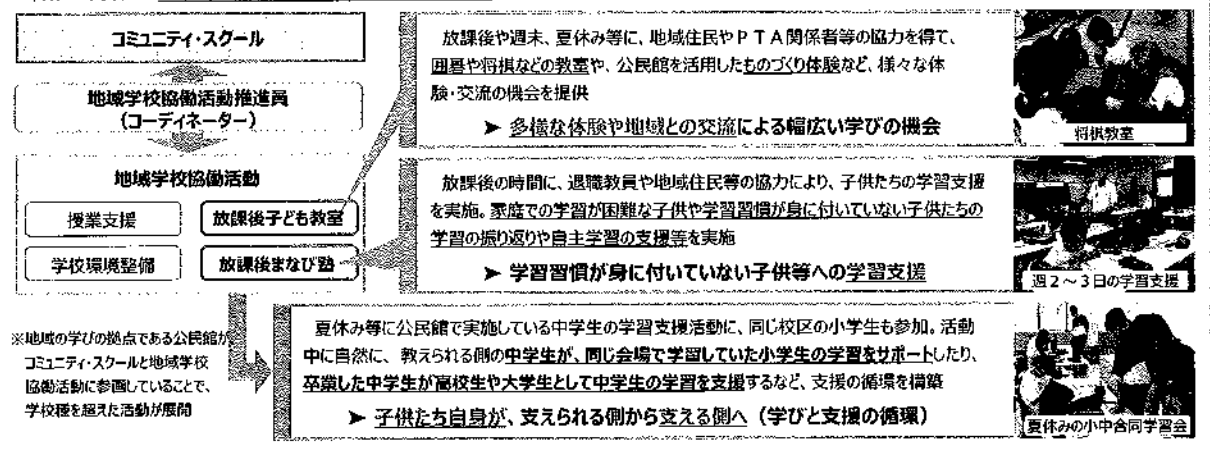 コミュニティ・スクール
地域学校協働活動推進員
(コーディネーター)
地域学校協働活動
授業支援
放課後子ども教室
学校環境整備
放課後まなび塾
※地域の学びの拠点である公民館が
コミュニティ・スクールと地域学校
協働活動に参画していることで、
学校種を超えた活動が展開
放課後や週末、夏休み等に、地域住民やPTA関係者等の協力を得て、
囲碁や将棋などの教室や、公民館を活用したものづくり体験など、様々な体
験・交流の機会を提供
➤ 多様な体験や地域との交流による幅広い学びの機会
将棋教室
放課後の時間に、退職教員や地域住民等の協力により、子供たちの学習支援
を実施。家庭での学習が困難な子供や学習習慣が身に付いていない子供たちの
学習の振り返りや自主学習の支援等を実施
➤ 学習習慣が身に付いていない子供等への学習支援
週2~3日の学習支援
夏休み等に公民館で実施している中学生の学習支援活動に、同じ校区の小学生も参加。活動
中に自然に、教えられる側の中学生が、同じ会場で学習していた小学生の学習をサポートしたり、
卒業した中学生が高校生や大学生として中学生の学習を支援するなど、支援の循環を構築
➤ 子供たち自身が、支えられる側から支える側へ(学びと支援の循環)
夏休みの小中合同学習会